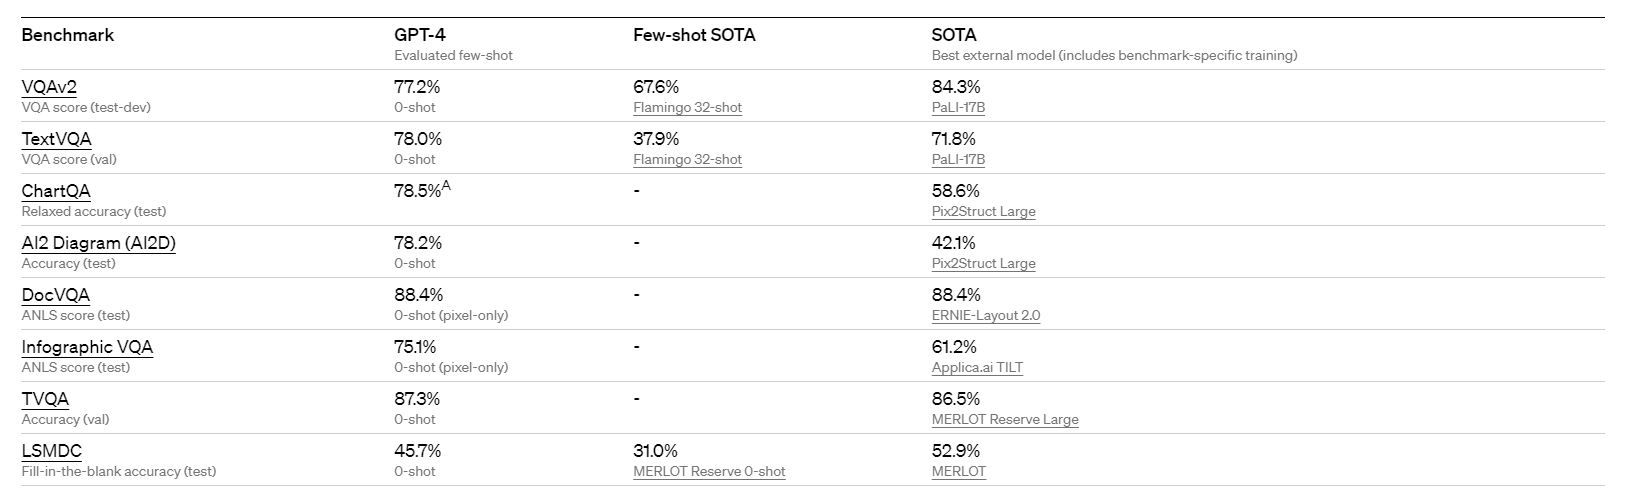 Benchmark GPT-4 Few-shot SOTA SOTA
Evaluated few-shot Best external model (includes benchmark-specific training)
VQAv2 77.2% 67.6% 84.3%
VQA score (test-dev) 0-shot Flamingo 32-shot PaLI-17B
TextVQA 78.0% 37.9% 71.8%
VQA score (val) 0-shot Flamingo 32-shot PaLI-17B
ChartQA 78.5%A - 58.6%
Relaxed accuracy (test) Pix2Struct Large
AI2 Diagram (AI2D) 78.2% - 42.1%
Accuracy (test) 0-shot Pix2Struct Large
DocVQA 88.4% - 88.4%
ANLS score (test) 0-shot (pixel-only) ERNIE-Layout 2.0
Infographic VQA 75.1% - 61.2%
ANLS score (test) 0-shot (pixel-only) Applica.ai TILT
TVQA 87.3% - 86.5%
Accuracy (val) 0-shot MERLOT Reserve Large
LSMDC 45.7% 31.0% 52.9%
Fill-in-the-blank accuracy (test) 0-shot MERLOT Reserve 0-shot MERLOT